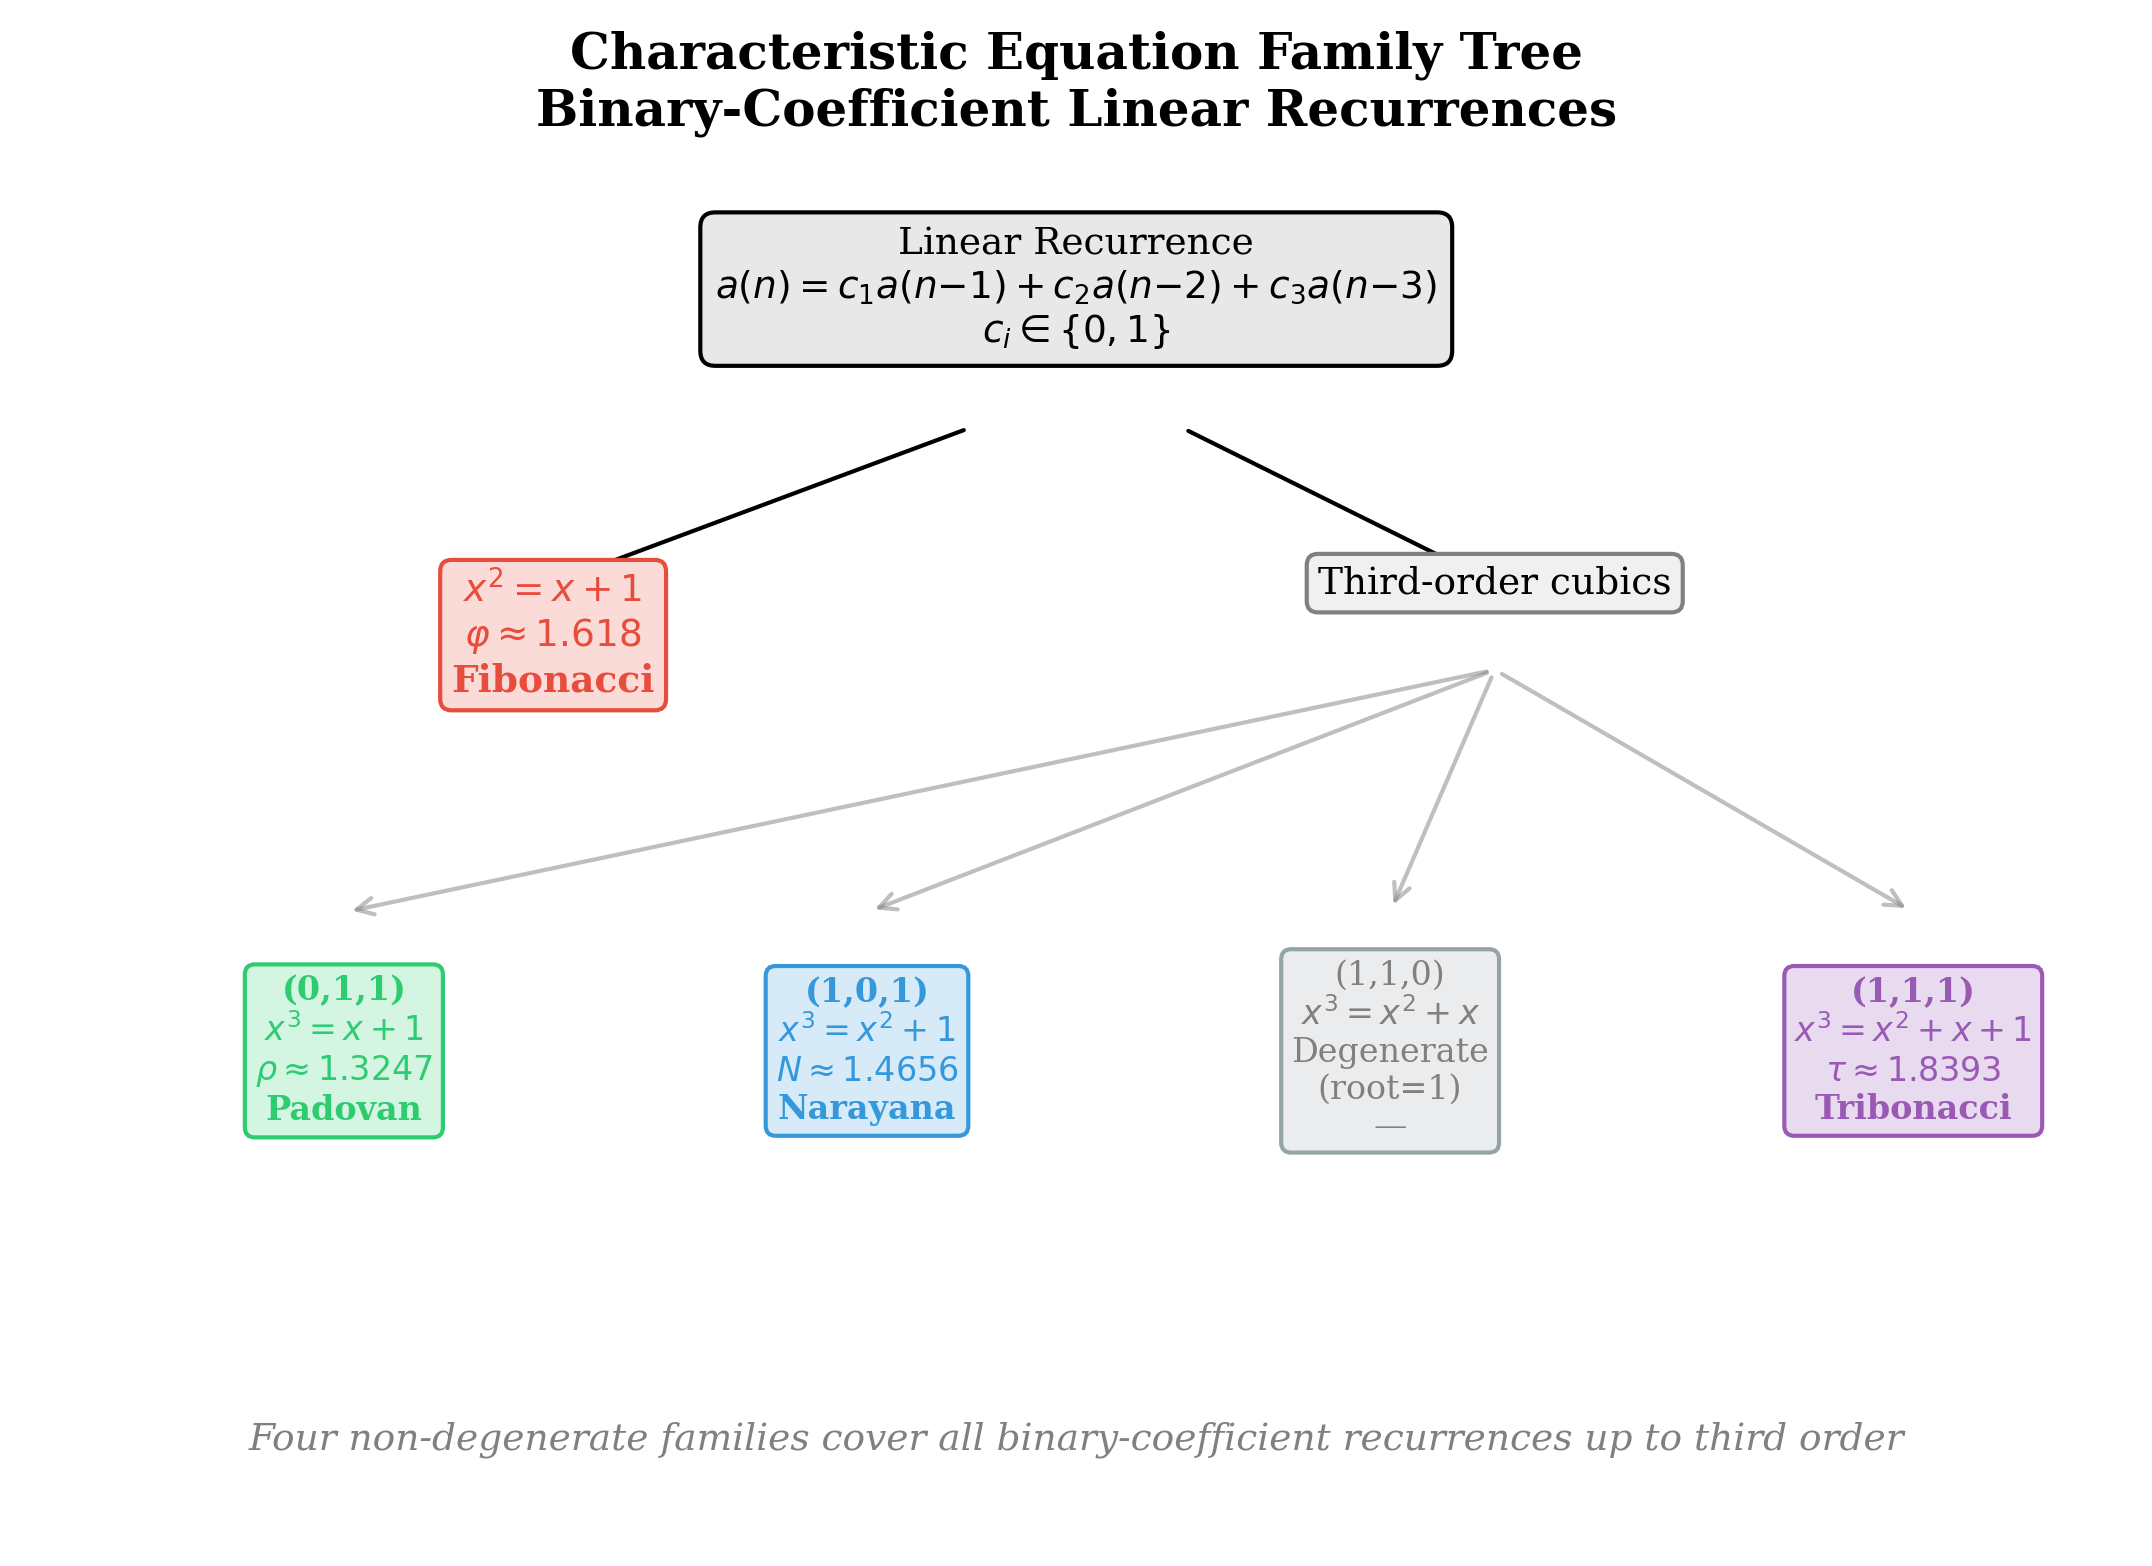 Characteristic Equation Family Tree
Binary-Coefficient Linear Recurrences
Linear Recurrence
a(n) = c₁a(n−1) + c₂a(n−2) + c₃a(n−3)
cᵢ ∈ {0, 1}
x² = x + 1
φ ≈ 1.618
Fibonacci
Third-order cubics
(0,1,1)
x³ = x + 1
ρ ≈ 1.3247
Padovan
(1,0,1)
x³ = x² + 1
N ≈ 1.4656
Narayana
(1,1,0)
x³ = x² + x
Degenerate
(root=1)
—
(1,1,1)
x³ = x² + x + 1
τ ≈ 1.8393
Tribonacci
Four non-degenerate families cover all binary-coefficient recurrences up to third order